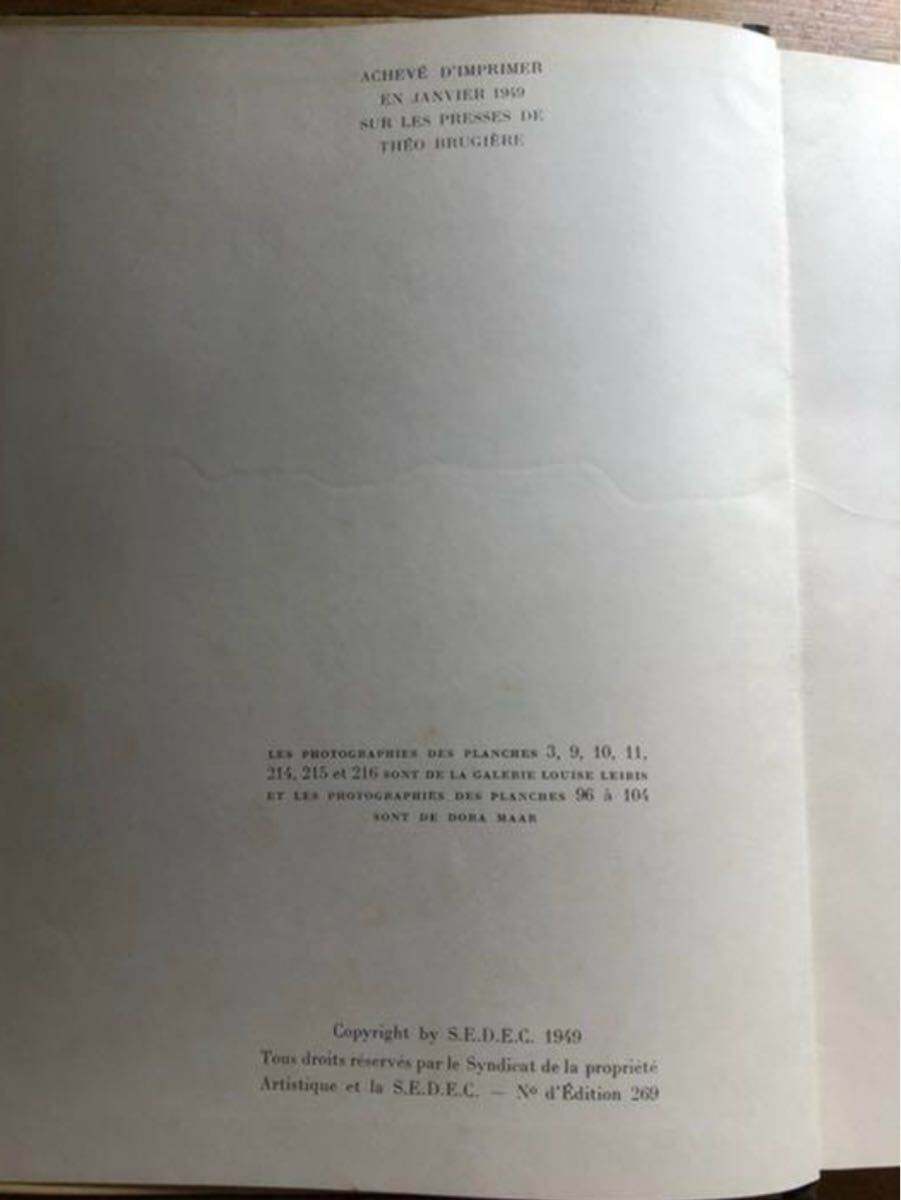 ACHEVÉ D'IMPRIMER
EN JANVIER 1949
SUR LES PRESSES DE
THÉO BRUGIÈRE
LES PHOTOGRAPHIES DES PLANCHES 3, 9, 10, 11,
214, 215 et 216 SONT DE LA GALERIE LOUISE LEIRIS
ET LES PHOTOGRAPHIES DES PLANCHES 96 à 104
SONT DE DORA MAAR
Copyright by S.E.D.E.C. 1949
Tous droits réservés par le Syndicat de la propriété
Artistique et la S.E.D.E.C. — Nº d'Édition 269